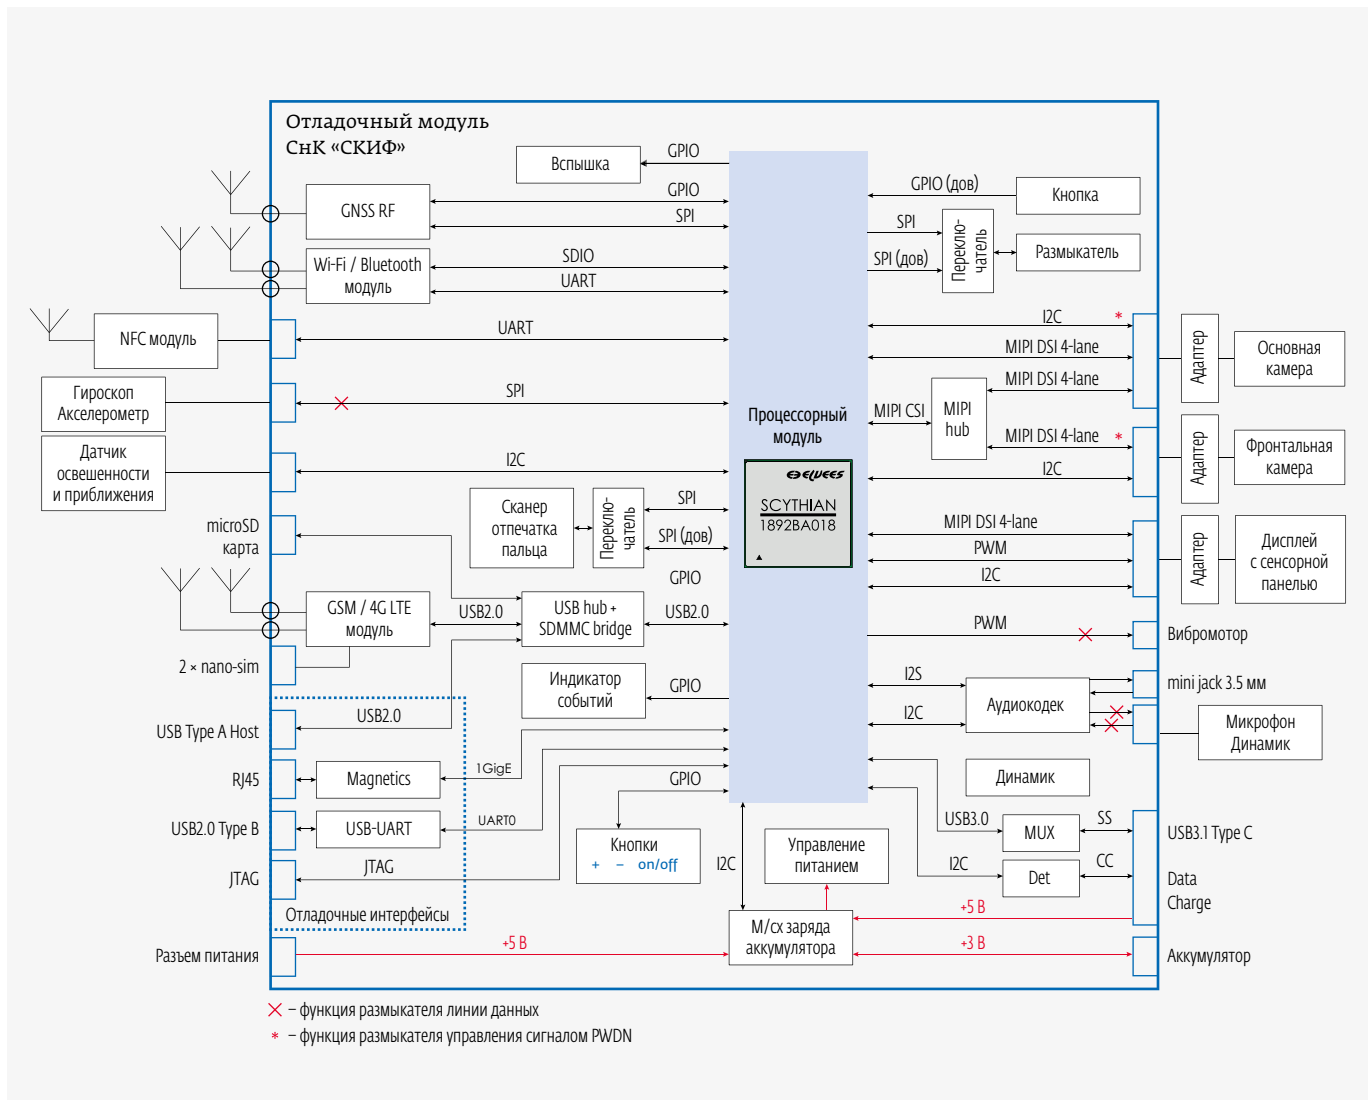 Отладочный модуль
СнК «СКИФ»
Вспышка
GPIO
GNSS RF
GPIO
SPI
Wi-Fi / Bluetooth
модуль
SDIO
UART
NFC модуль
UART
Гироскоп
Акселерометр
SPI
Датчик
освешенности
и приближения
I2C
microSD
карта
Сканер
отпечатка
пальца
Переклю-
чатель
SPI
SPI (дов)
GPIO
GSM / 4G LTE
модуль
USB2.0
USB hub +
SDMMC bridge
USB2.0
2 × nano-sim
Индикатор
событий
GPIO
USB Type A Host
USB2.0
RJ45
Magnetics
1GigE
USB2.0 Type B
USB-UART
UART0
GPIO
Кнопки
+ – on/off
JTAG
JTAG
Отладочные интерфейсы
Разъем питания
+5 В
Процессорный
модуль
ELVEES
SCYTHIAN
1892BA018
GPIO (дов)
Кнопка
SPI
SPI (дов)
Переклю-
чатель
Размыкатель
I2C *
MIPI DSI 4-lane
MIPI DSI 4-lane
MIPI CSI
MIPI
hub
MIPI DSI 4-lane *
I2C
Адаптер
Основная
камера
Адаптер
Фронтальная
камера
MIPI DSI 4-lane
PWM
I2C
Адаптер
Дисплей
с сенсорной
панелью
PWM
Вибромотор
I2S
I2C
Аудиокодек
mini jack 3.5 мм
Микрофон
Динамик
Динамик
USB3.0
MUX
SS
USB3.1 Type C
I2C
Det
CC
Data
Charge
I2C
Управление
питанием
М/сх заряда
аккумулятора
+5 В
+3 В
Аккумулятор
× – функция размыкателя линии данных
* – функция размыкателя управления сигналом PWDN